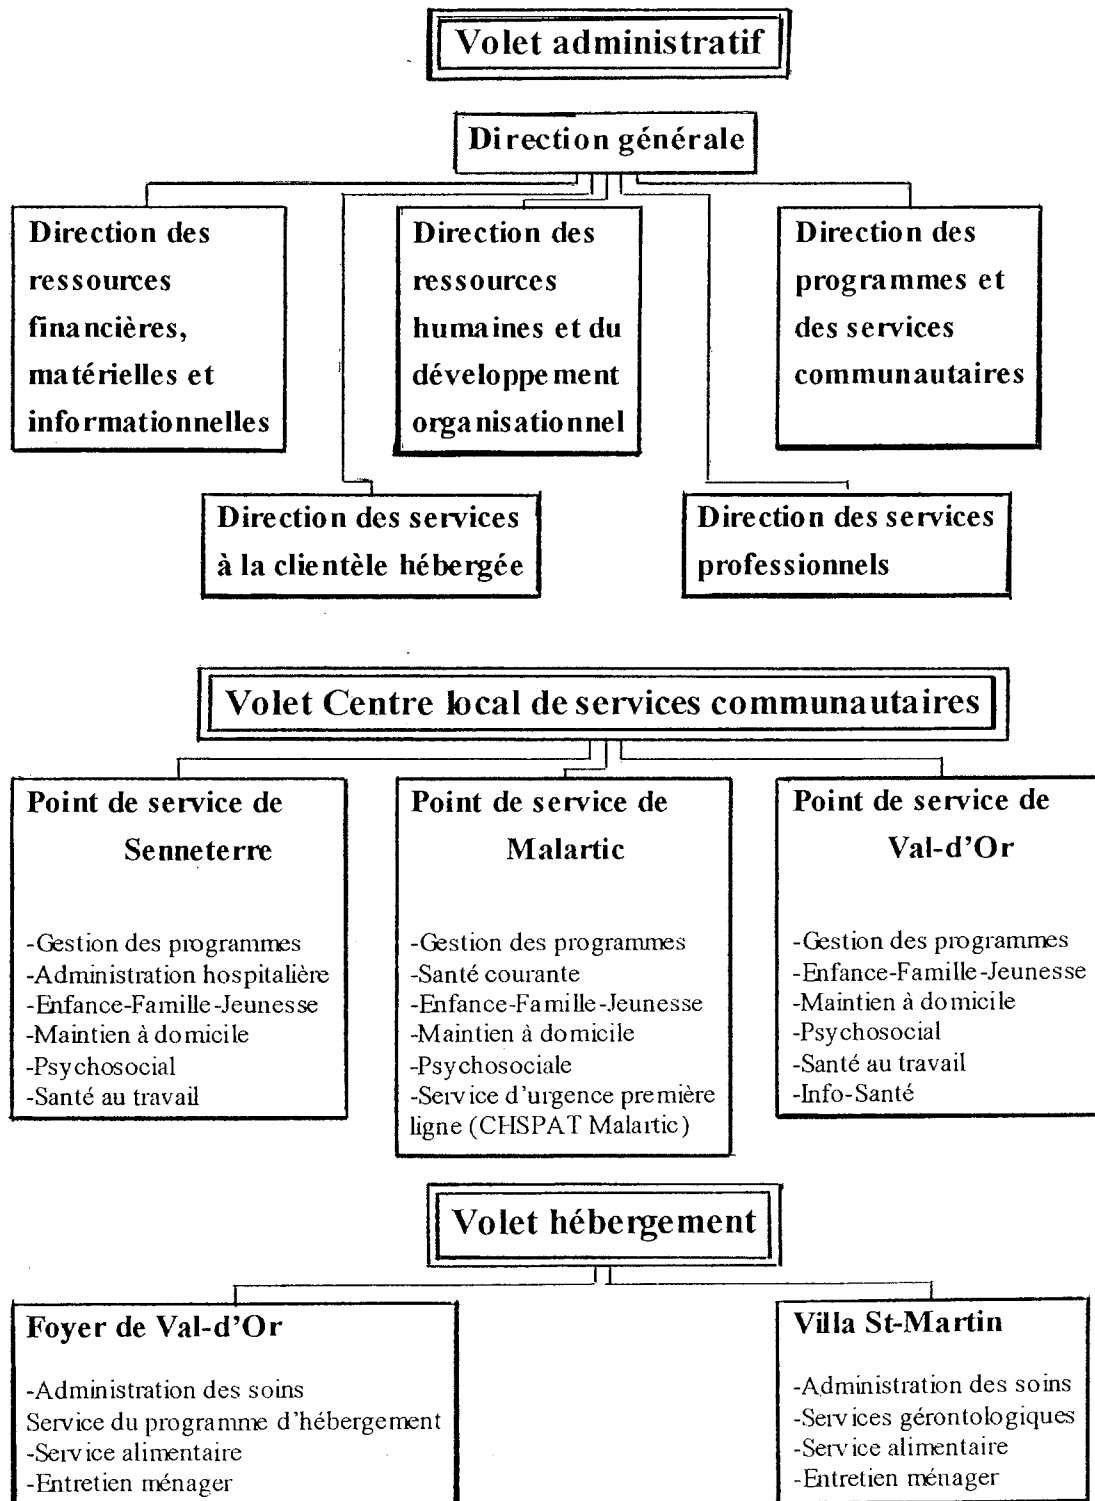 Volet administratif
Direction générale
Direction des
ressources
financières,
matérielles et
informationnelles
Direction des
ressources
humaines et du
développement
organisationnel
Direction des
programmes et
des services
communautaires
Direction des services
à la clientèle hébergée
Direction des services
professionnels
Volet Centre local de services communautaires
Point de service de
Senneterre
-Gestion des programmes
-Administration hospitalière
-Enfance-Famille-Jeunesse
-Maintien à domicile
-Psychosocial
-Santé au travail
Point de service de
Malartic
-Gestion des programmes
-Santé courante
-Enfance-Famille-Jeunesse
-Maintien à domicile
-Psychosociale
-Service d'urgence première
ligne (CHSPAT Malartic)
Point de service de
Val-d'Or
-Gestion des programmes
-Enfance-Famille-Jeunesse
-Maintien à domicile
-Psychosocial
-Santé au travail
-Info-Santé
Volet hébergement
Foyer de Val-d'Or
-Administration des soins
Service du programme d'hébergement
-Service alimentaire
-Entretien ménager
Villa St-Martin
-Administration des soins
-Services gérontologiques
-Service alimentaire
-Entretien ménager